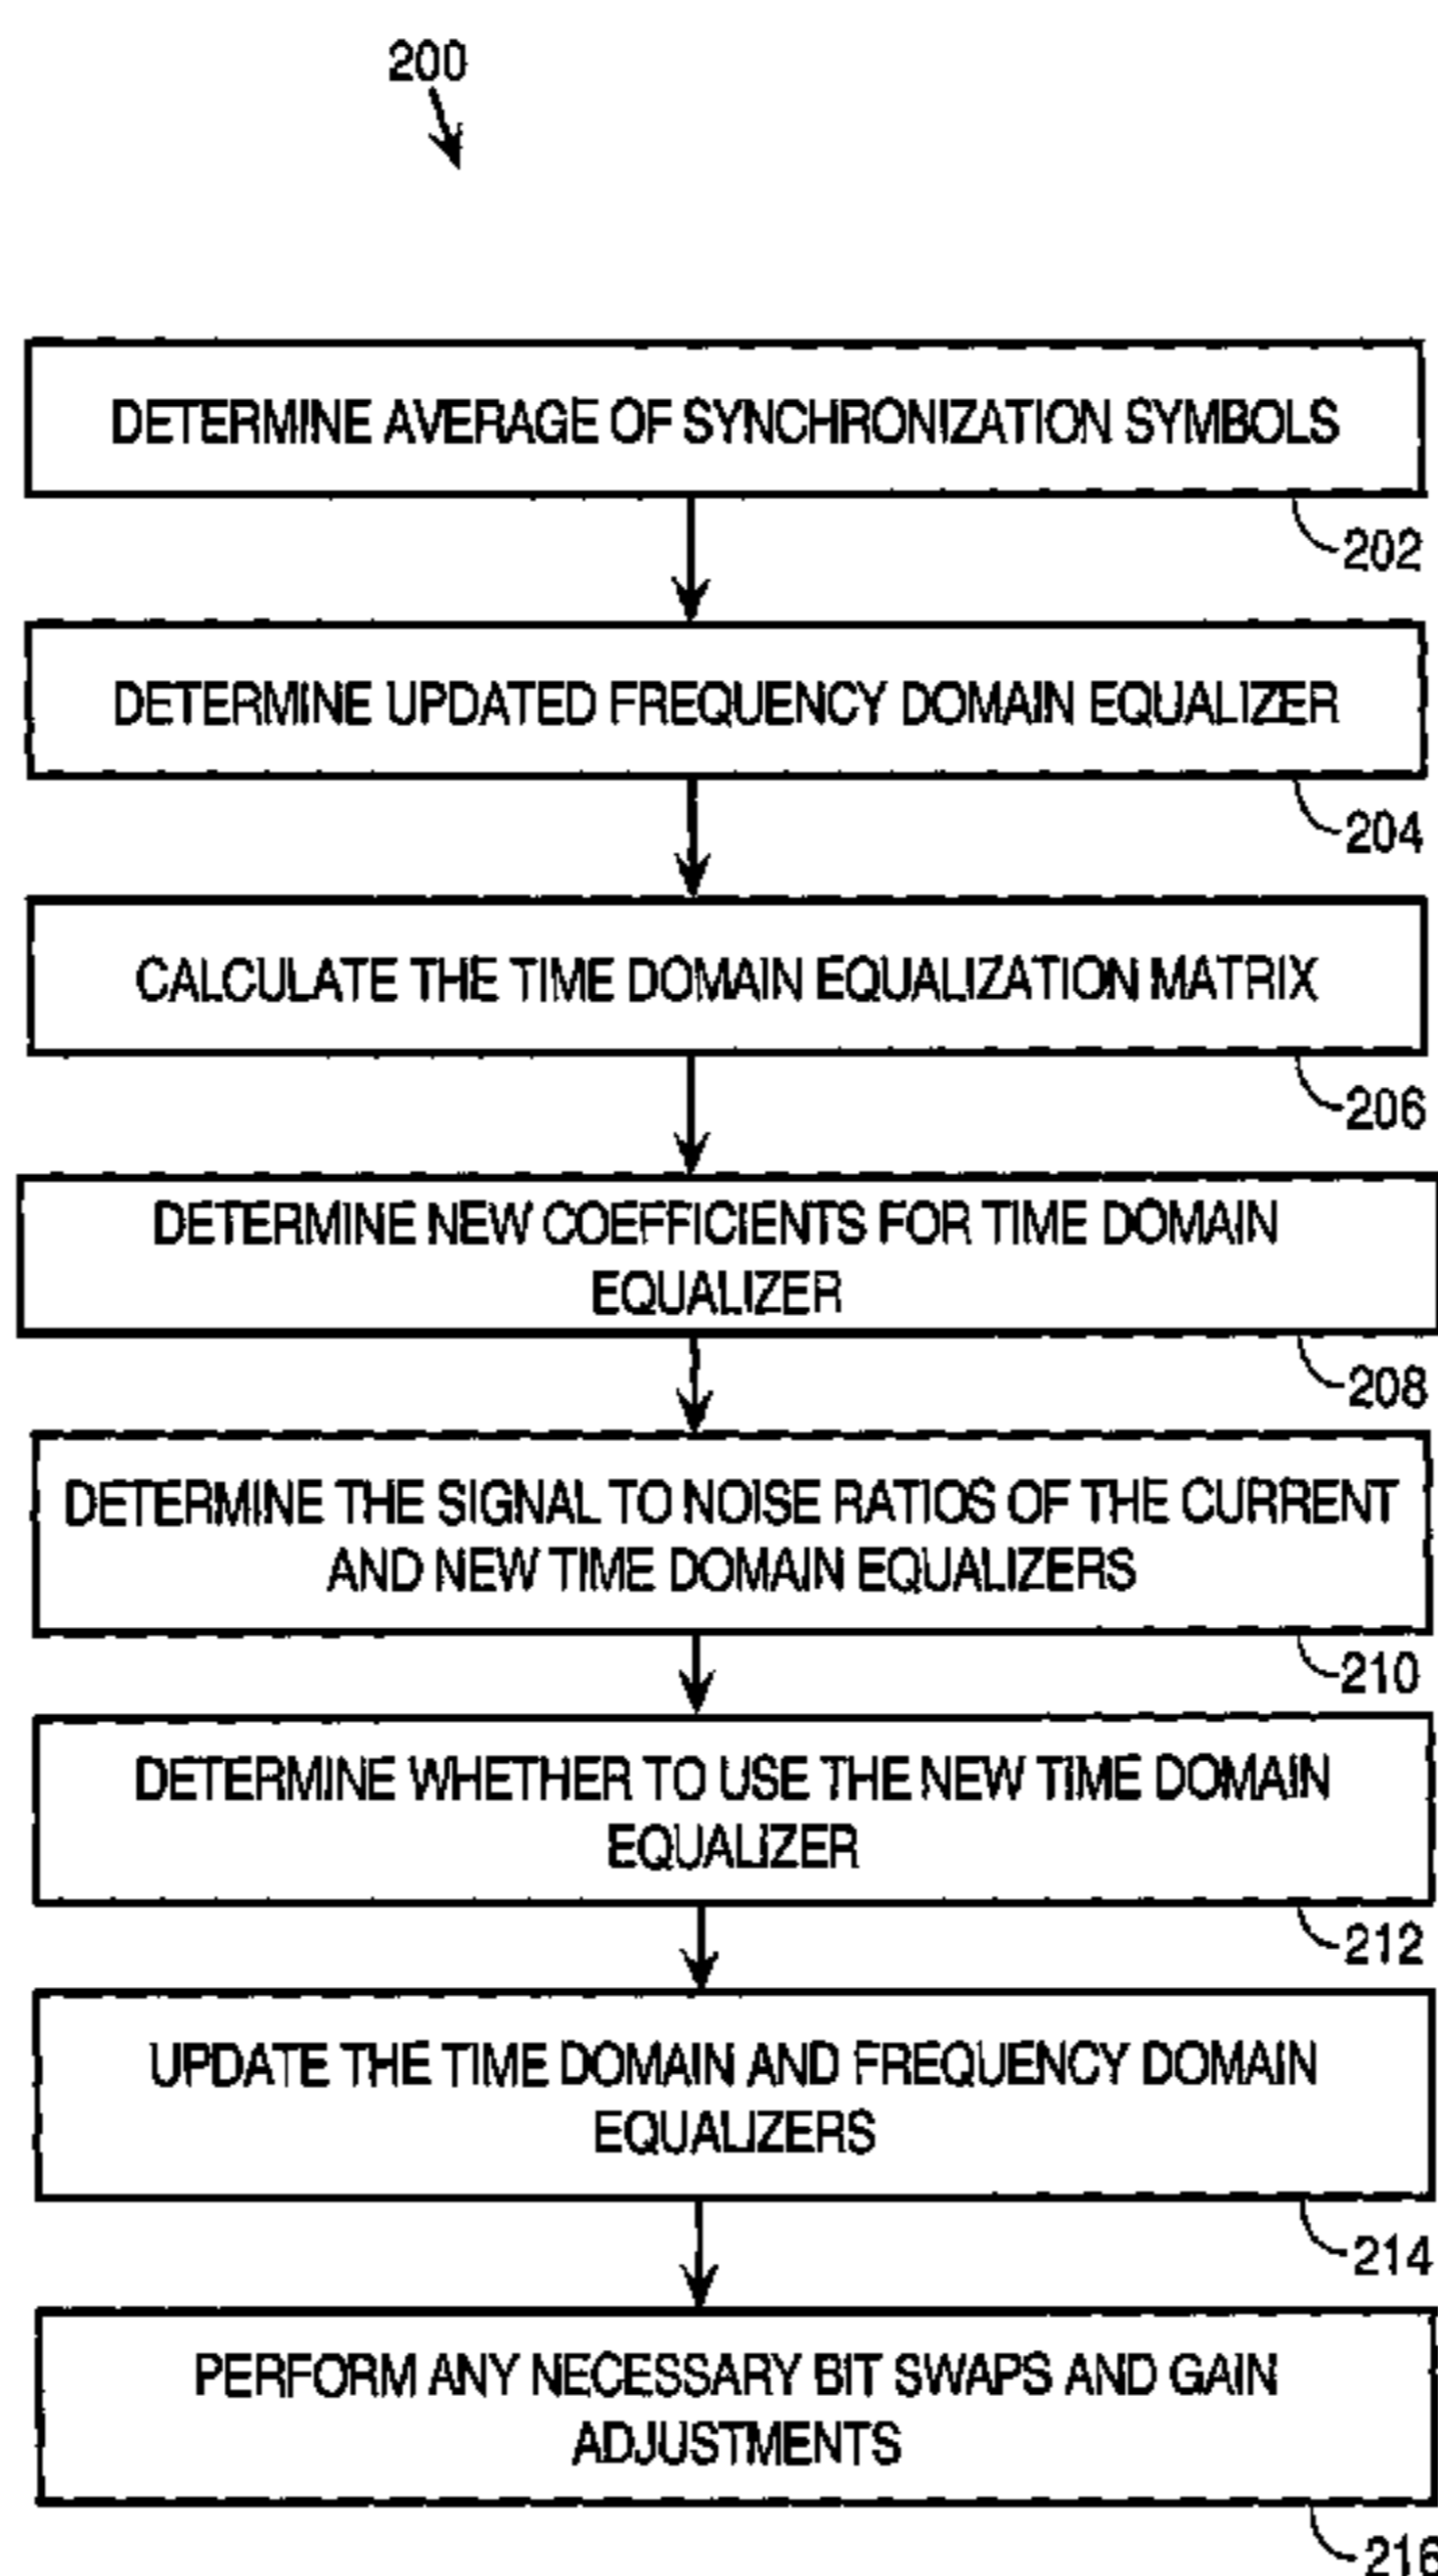 200
DETERMINE AVERAGE OF SYNCHRONIZATION SYMBOLS
202
DETERMINE UPDATED FREQUENCY DOMAIN EQUALIZER
204
CALCULATE THE TIME DOMAIN EQUALIZATION MATRIX
206
DETERMINE NEW COEFFICIENTS FOR TIME DOMAIN
EQUALIZER
208
DETERMINE THE SIGNAL TO NOISE RATIOS OF THE CURRENT
AND NEW TIME DOMAIN EQUALIZERS
210
DETERMINE WHETHER TO USE THE NEW TIME DOMAIN
EQUALIZER
212
UPDATE THE TIME DOMAIN AND FREQUENCY DOMAIN
EQUALIZERS
214
PERFORM ANY NECESSARY BIT SWAPS AND GAIN
ADJUSTMENTS
216